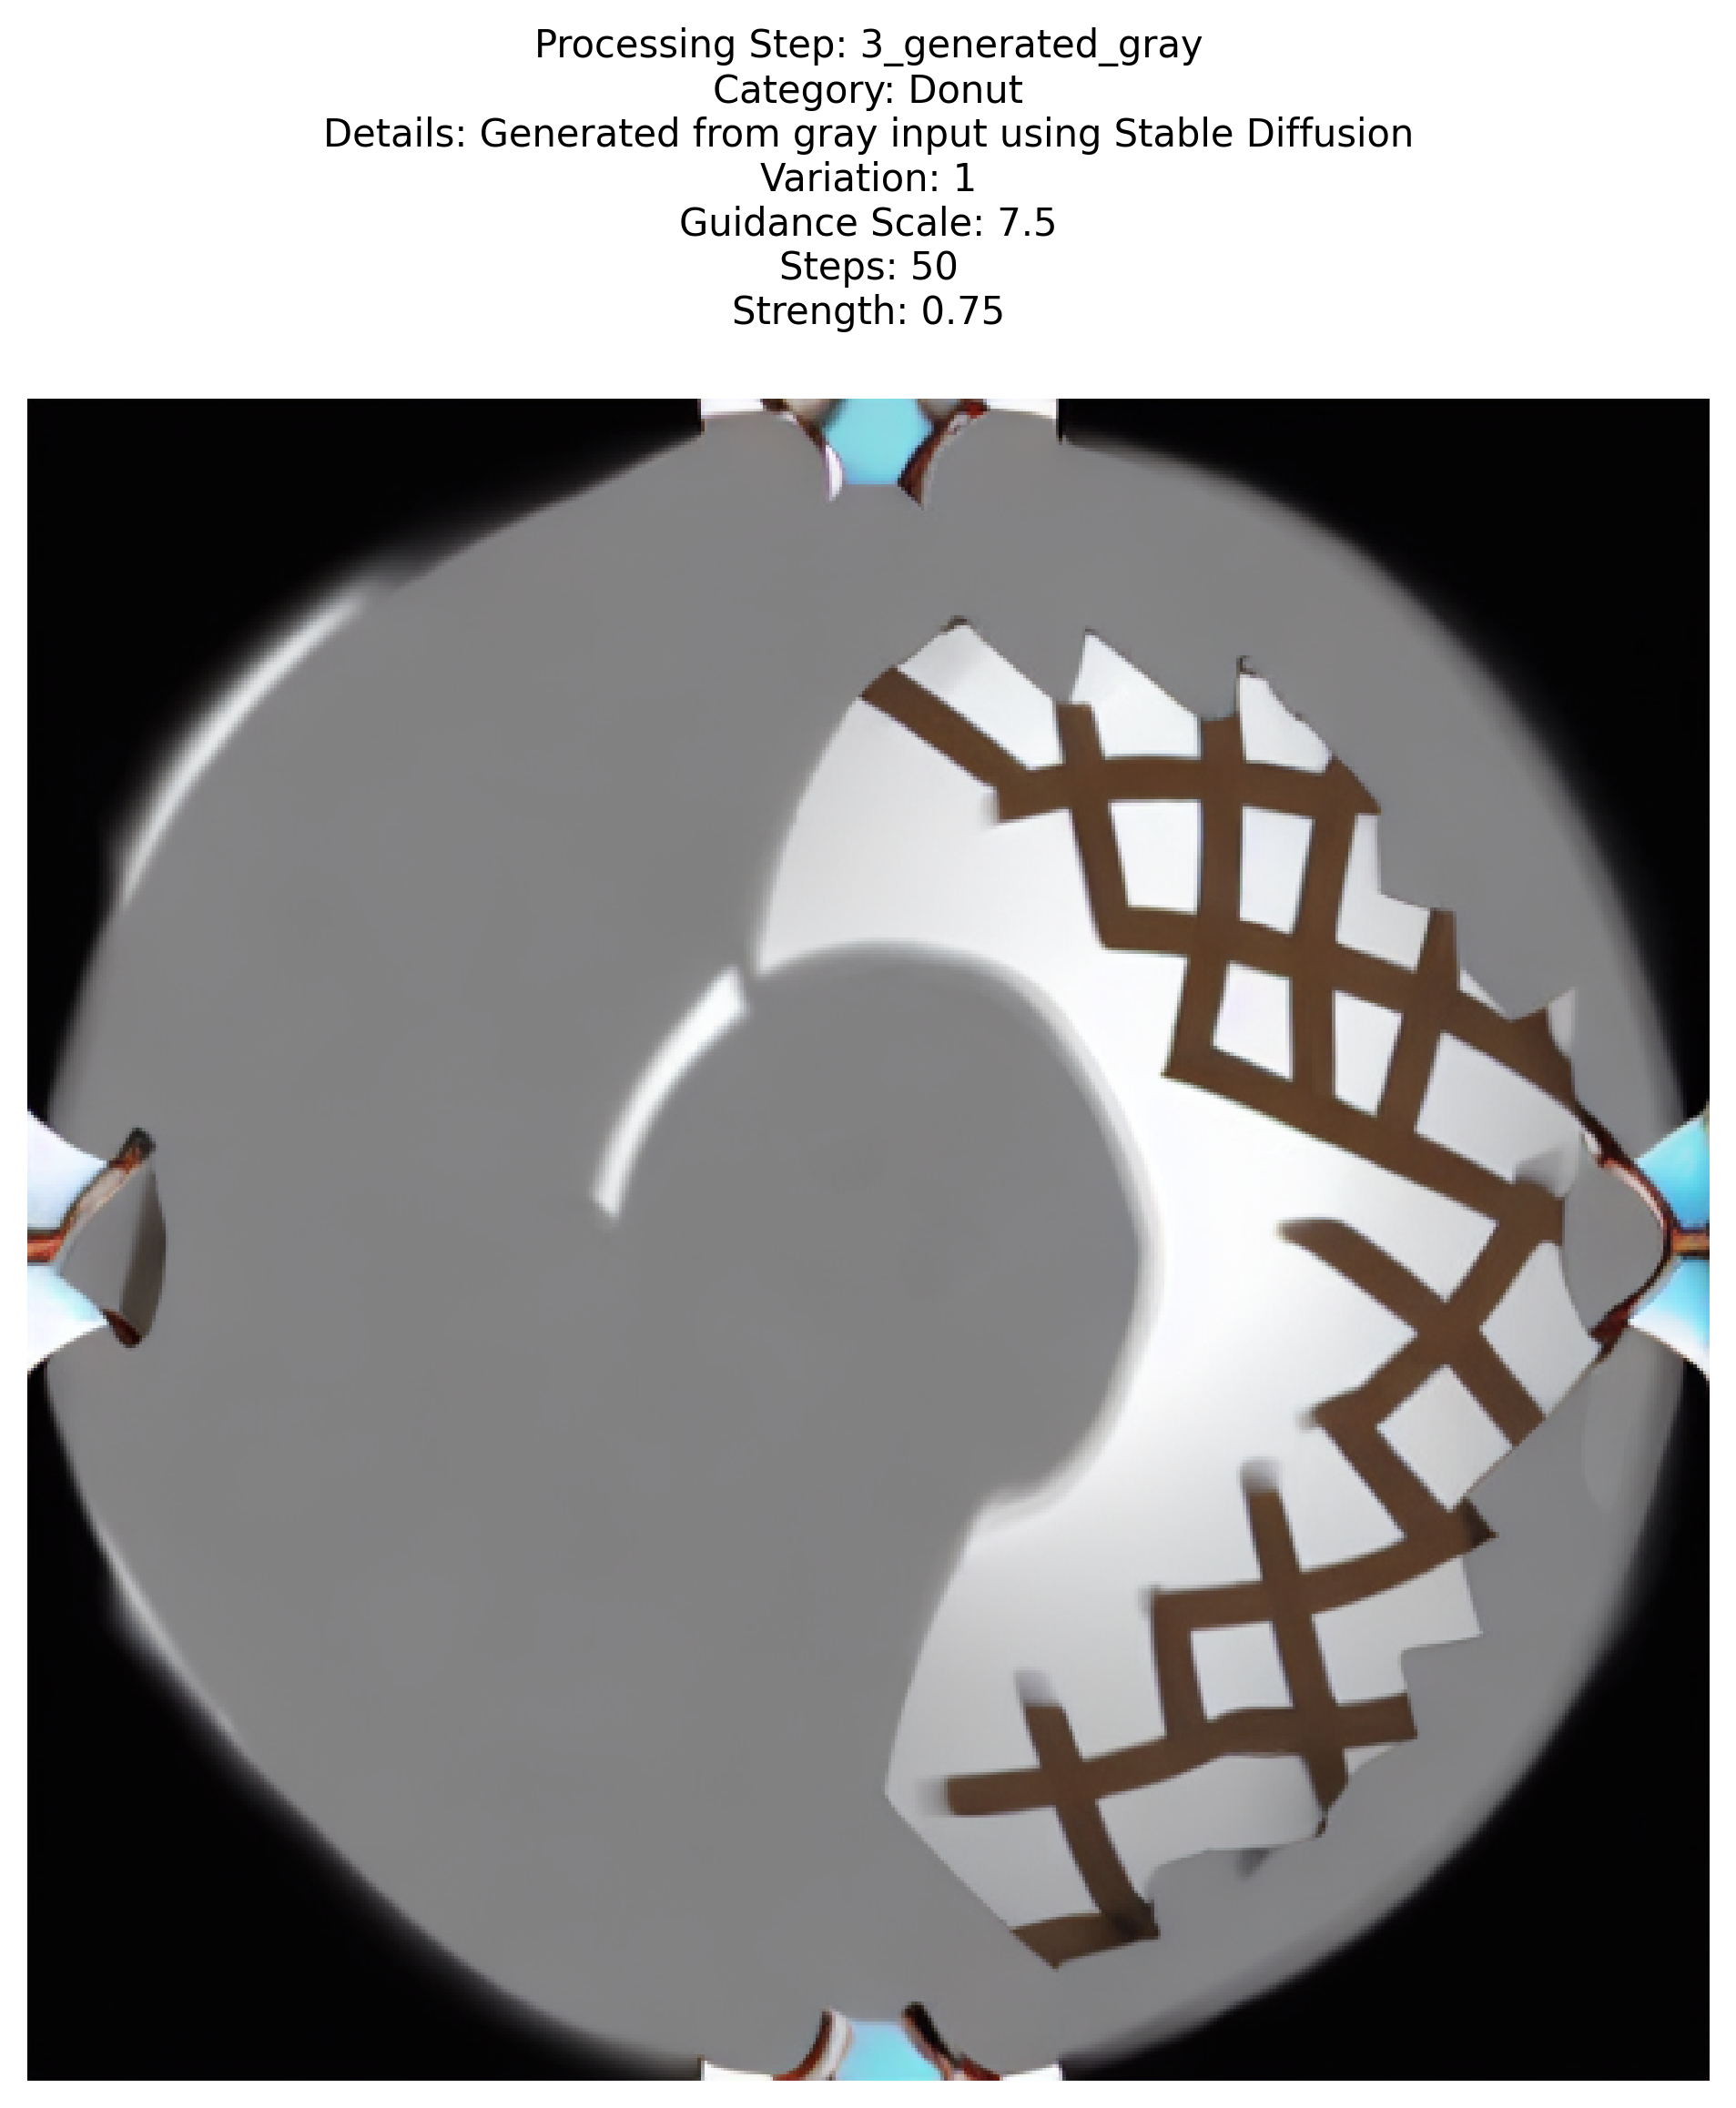 Processing Step: 3_generated_gray
Category: Donut
Details: Generated from gray input using Stable Diffusion
Variation: 1
Guidance Scale: 7.5
Steps: 50
Strength: 0.75